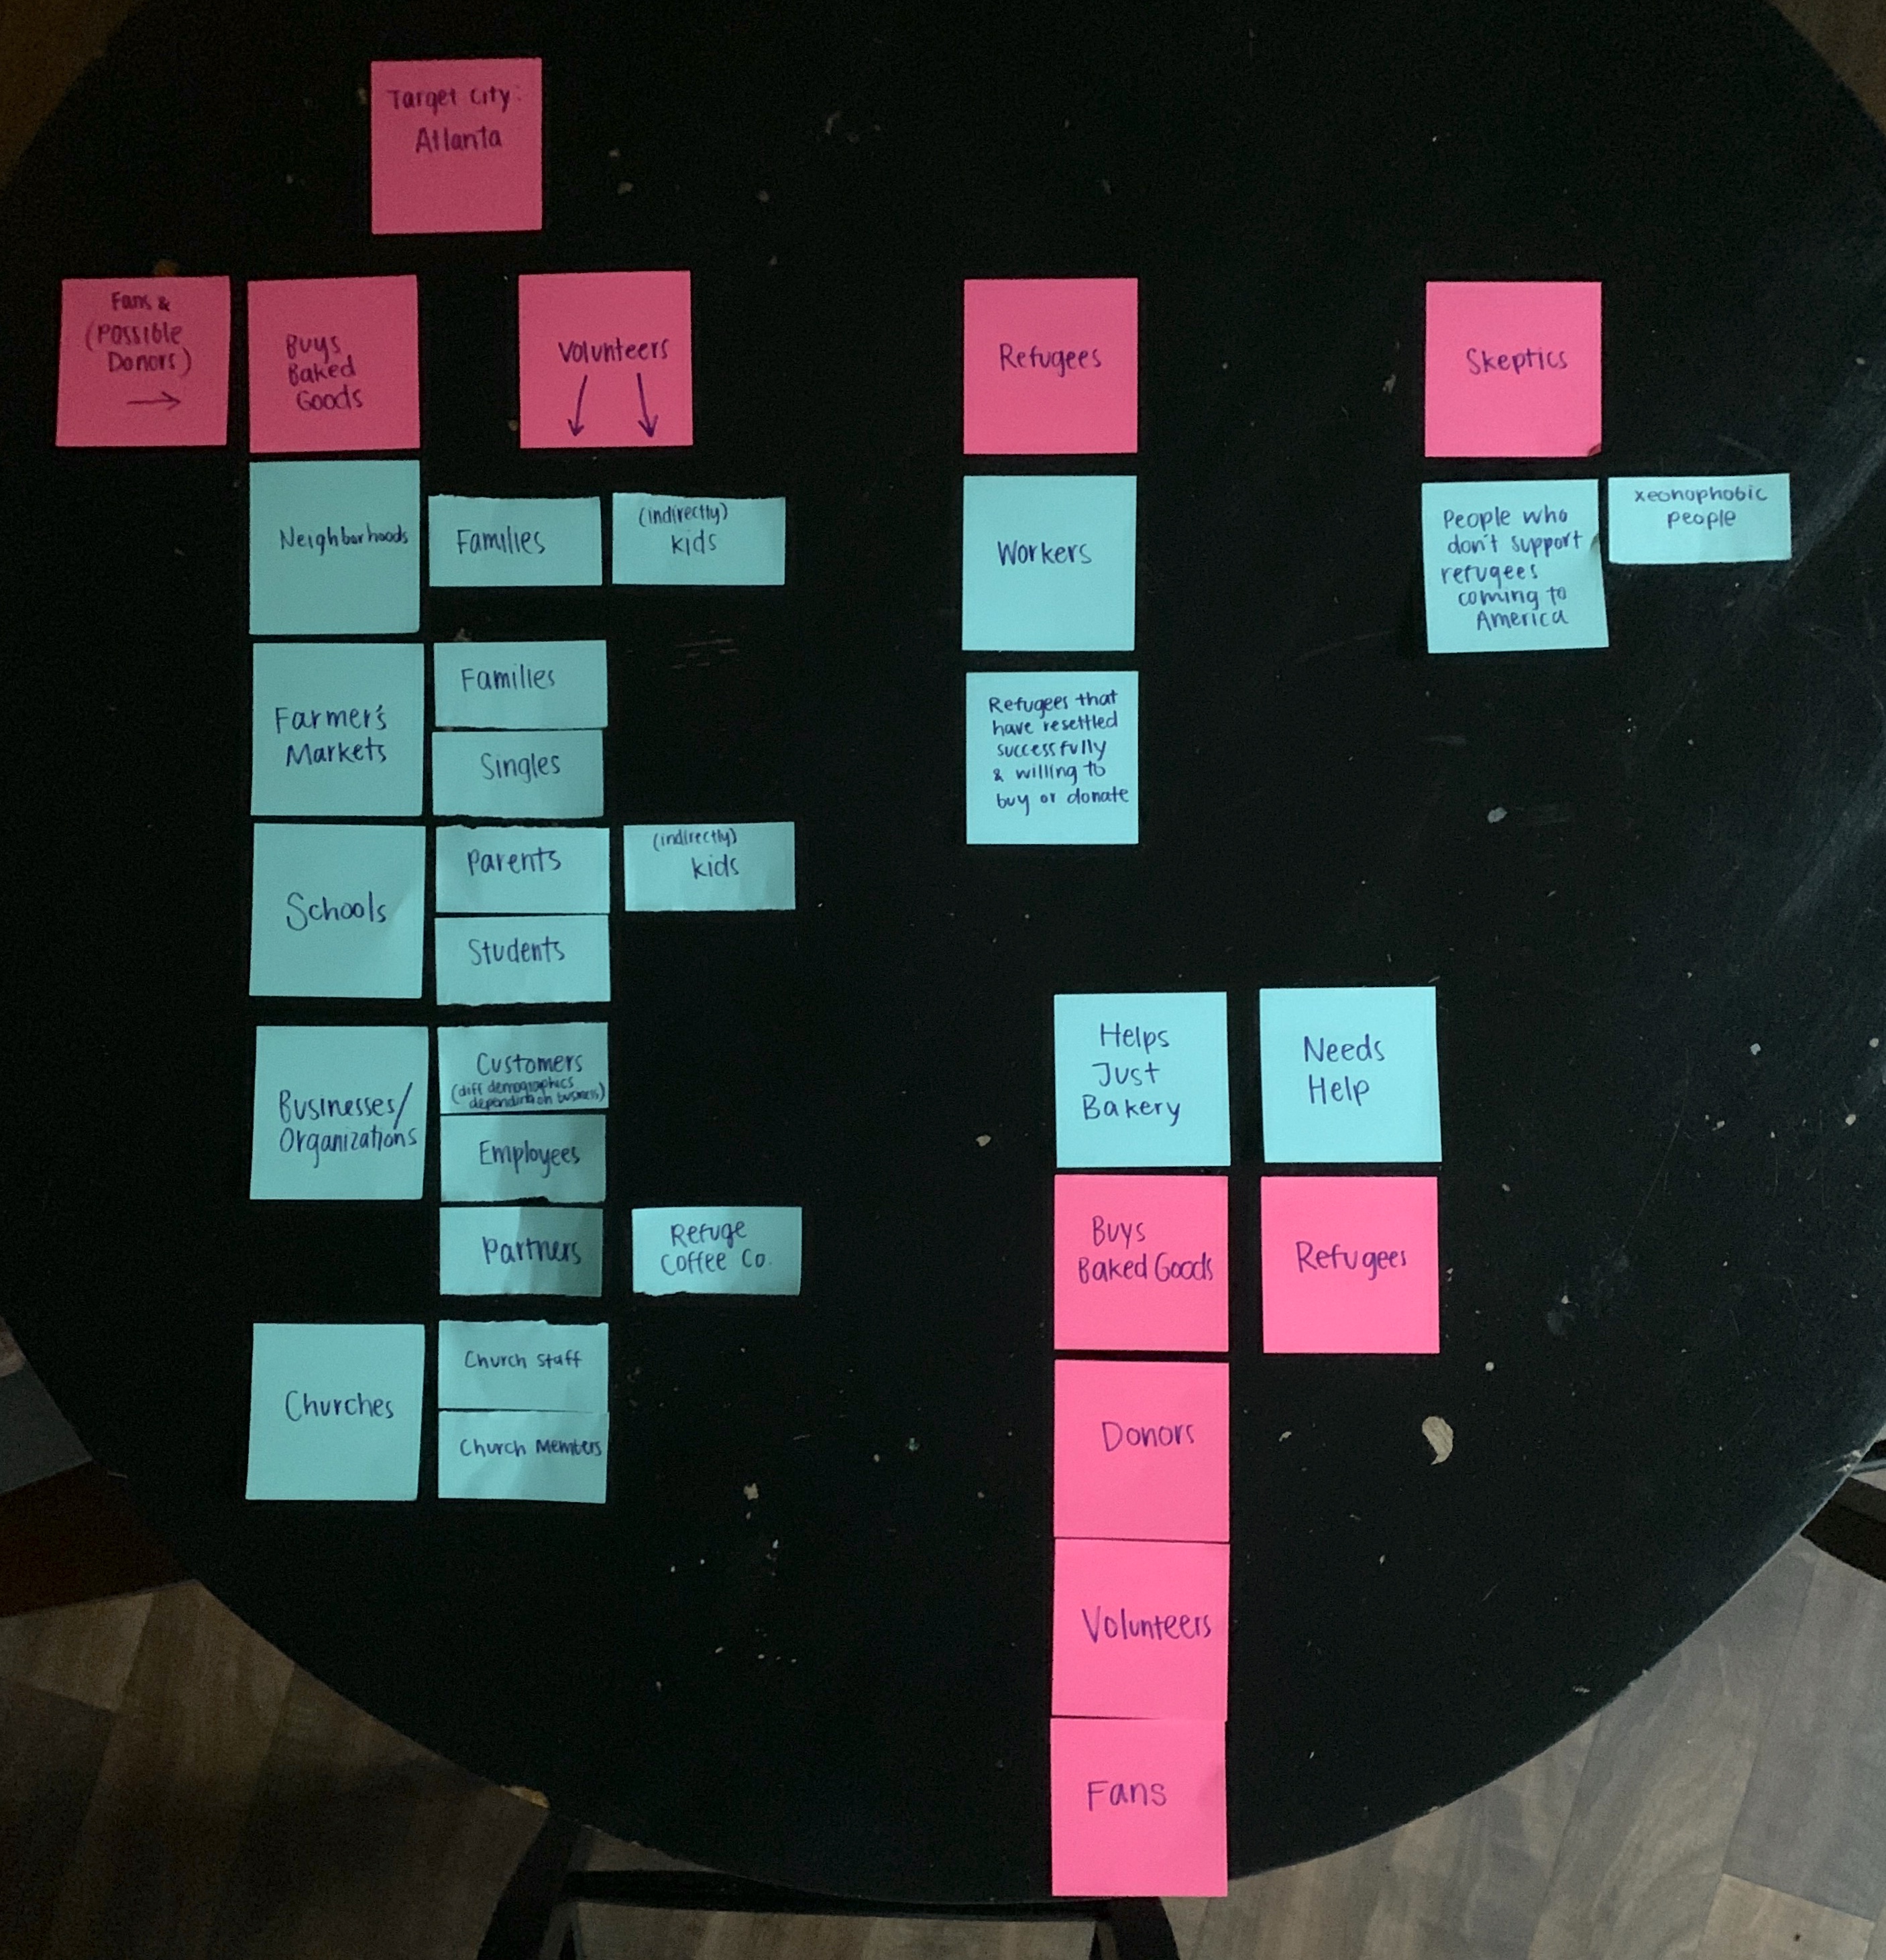 Target City:
Atlanta
Fans &
(Possible
Donors)
→
Buys
Baked
Goods
Volunteers
Refugees
Skeptics
Neighborhoods
Families
(indirectly)
kids
Farmer's
Markets
Families
Singles
Schools
Parents
(indirectly)
kids
Students
Businesses/
Organizations
Customers
(diff demographics
depending on business)
Employees
Partners
Refuge
Coffee Co.
Churches
Church Staff
Church Members
Workers
Refugees that
have resettled
successfully
& willing to
buy or donate
People who
don't support
refugees
coming to
America
xeonophobic
people
Helps
Just
Bakery
Needs
Help
Buys
Baked Goods
Refugees
Donors
Volunteers
Fans